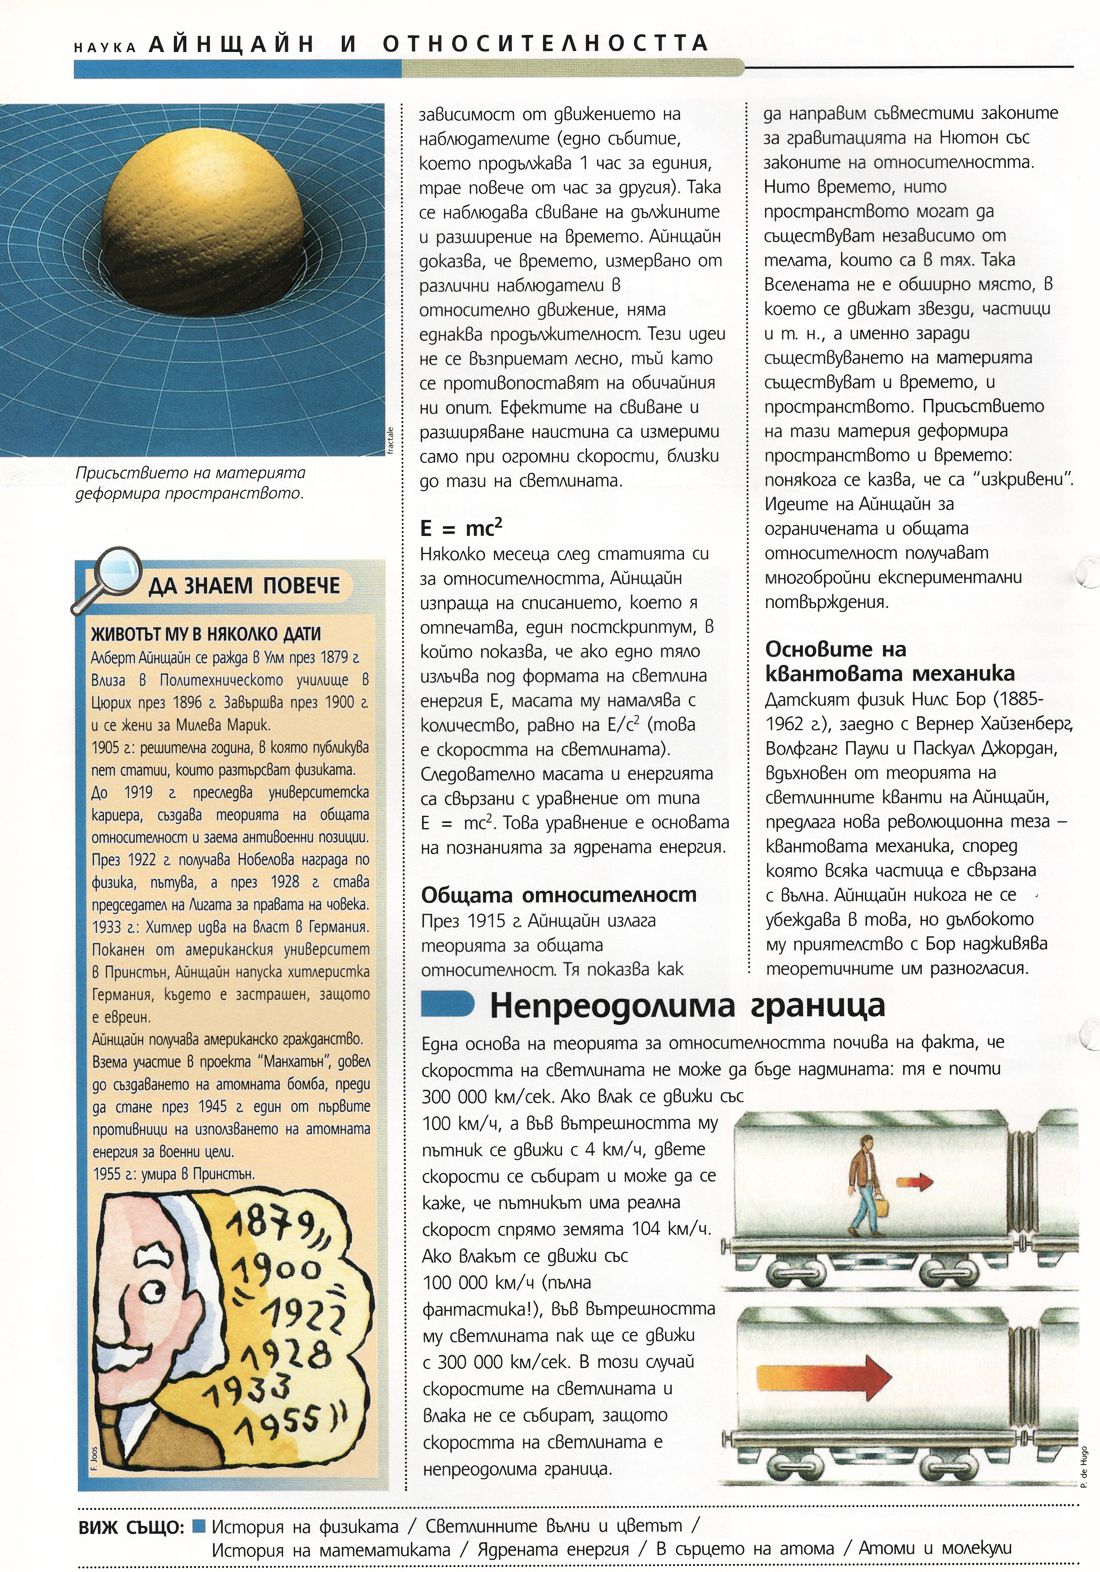 НАУКА АЙНЩАЙН И ОТНОСИТЕЛНОСТТА
fractale
Присъствието на материята
деформира пространството.
ДА ЗНАЕМ ПОВЕЧЕ
ЖИВОТЪТ МУ В НЯКОЛКО ДАТИ
Алберт Айнщайн се ражда в Улм през 1879 г.
Влиза в Политехническото училище в
Цюрих през 1896 г. Завършва през 1900 г.
и се жени за Милева Марик.
1905 г.: решителна година, в която публикува
пет статии, които разтърсват физиката.
До 1919 г. преследва университетска
кариера, създава теорията на общата
относителност и заема антивоенни позиции.
През 1922 г. получава Нобелова награда по
физика, пътува, а през 1928 г. става
председател на Лигата за правата на човека.
1933 г.: Хитлер идва на власт в Германия.
Поканен от американския университет
в Принстън, Айнщайн напуска хитлеристка
Германия, където е застрашен, защото
е евреин.
Айнщайн получава американско гражданство.
Взема участие в проекта “Манхатън”, довел
до създаването на атомната бомба, преди
да стане през 1945 г. един от първите
противници на използването на атомната
енергия за военни цели.
1955 г.: умира в Принстън.
1879
1900
1922
1928
1933
1955
F. Joos
зависимост от движението на
наблюдателите (едно събитие,
което продължава 1 час за единия,
трае повече от час за другия). Така
се наблюдава свиване на дължините
и разширение на времето. Айнщайн
доказва, че времето, измервано от
различни наблюдатели в
относително движение, няма
еднаква продължителност. Тези идеи
не се възприемат лесно, тъй като
се противопоставят на обичайния
ни опит. Ефектите на свиване и
разширяване наистина са измерими
само при огромни скорости, близки
до тази на светлината.
E = mc²
Няколко месеца след статията си
за относителността, Айнщайн
изпраща на списанието, което я
отпечатва, един постскриптум, в
който показва, че ако едно тяло
излъчва под формата на светлина
енергия E, масата му намалява с
количество, равно на E/c² (това
е скоростта на светлината).
Следователно масата и енергията
са свързани с уравнение от типа
E = mc². Това уравнение е основата
на познанията за ядрената енергия.
Общата относителност
През 1915 г. Айнщайн излага
теорията за общата
относителност. Тя показва как
да направим съвместими законите
за гравитацията на Нютон със
законите на относителността.
Нито времето, нито
пространството могат да
съществуват независимо от
телата, които са в тях. Така
Вселената не е обширно място, в
което се движат звезди, частици
и т. н., а именно заради
съществуването на материята
съществуват и времето, и
пространството. Присъствието
на тази материя деформира
пространството и времето:
понякога се казва, че са “изкривени”.
Идеите на Айнщайн за
ограничената и общата
относителност получават
многобройни експериментални
потвърждения.
Основите на
квантовата механика
Датският физик Нилс Бор (1885-
1962 г.), заедно с Вернер Хайзенберг,
Волфганг Паули и Паскуал Джордан,
вдъхновен от теорията на
светлинните кванти на Айнщайн,
предлага нова революционна теза –
квантовата механика, според
която всяка частица е свързана
с вълна. Айнщайн никога не се
убеждава в това, но дълбокото
му приятелство с Бор надживява
теоретичните им разногласия.
Непреодолима граница
Една основа на теорията за относителността почива на факта, че
скоростта на светлината не може да бъде надмината: тя е почти
300 000 км/сек. Ако влак се движи със
100 км/ч, а във вътрешността му
пътник се движи с 4 км/ч, двете
скорости се събират и може да се
каже, че пътникът има реална
скорост спрямо земята 104 км/ч.
Ако влакът се движи със
100 000 км/ч (пълна
фантастика!), във вътрешността
му светлината пак ще се движи
с 300 000 км/сек. В този случай
скоростите на светлината и
влака не се събират, защото
скоростта на светлината е
непреодолима граница.
P. de Hugo
ВИЖ СЪЩО: История на физиката / Светлинните вълни и цветът /
История на математиката / Ядрената енергия / В сърцето на атома / Атоми и молекули